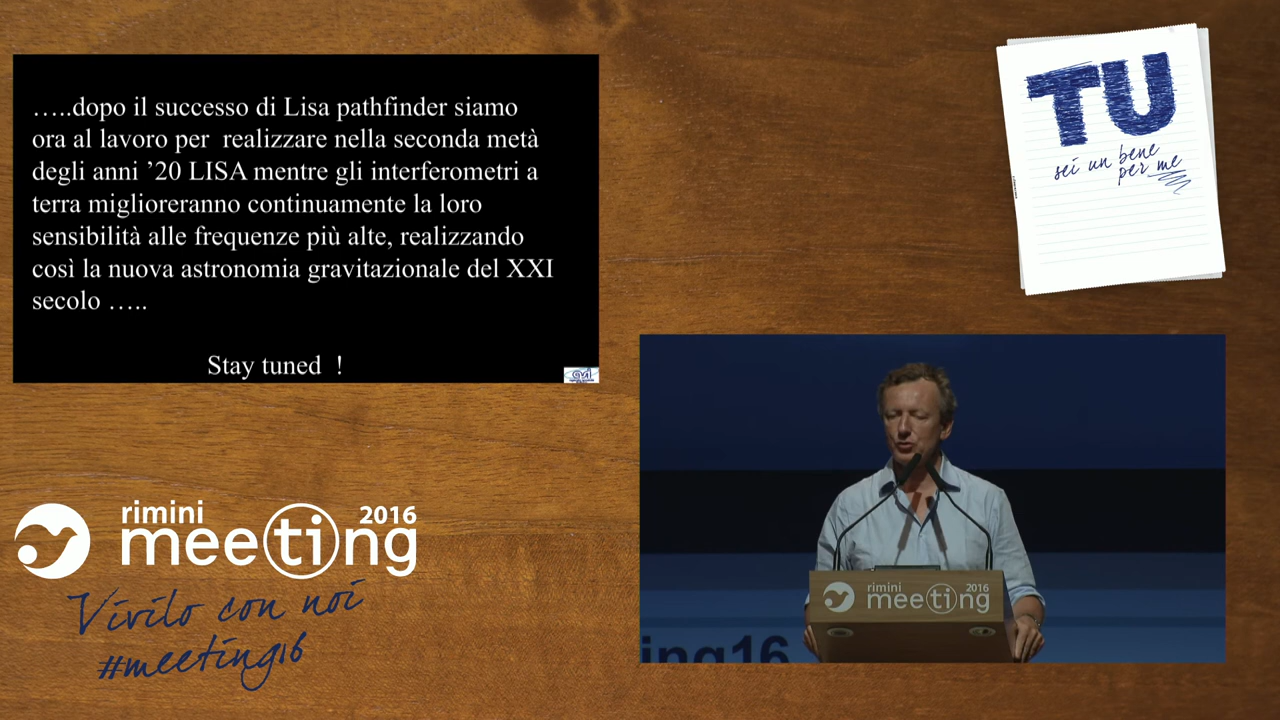 …..dopo il successo di Lisa pathfinder siamo
ora al lavoro per realizzare nella seconda metà
degli anni ’20 LISA mentre gli interferometri a
terra miglioreranno continuamente la loro
sensibilità alle frequenze più alte, realizzando
così la nuova astronomia gravitazionale del XXI
secolo …..
Stay tuned !
TU
sei un bene
per me
rimini 2016
meeting
Vivilo con noi
#meeting16
rimini 2016
meeting
ing16